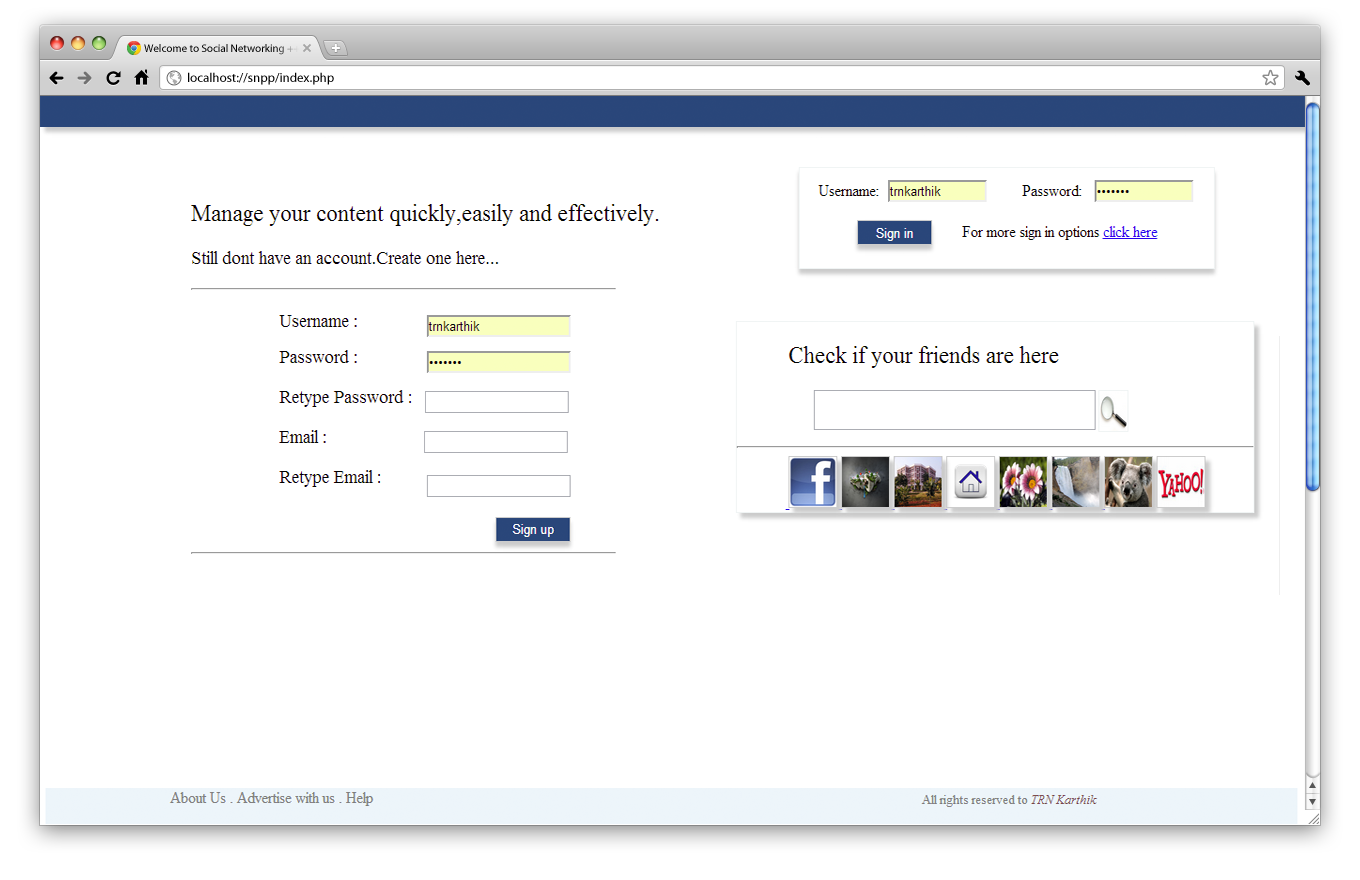 Welcome to Social Networking +
localhost://snpp/index.php
Username: trnkarthik Password: •••••••
Sign in For more sign in options click here
Manage your content quickly,easily and effectively.
Still dont have an account.Create one here...
Username : trnkarthik
Password : •••••••
Retype Password :
Email :
Retype Email :
Sign up
Check if your friends are here
f
YAHOO!
About Us . Advertise with us . Help
All rights reserved to TRN Karthik